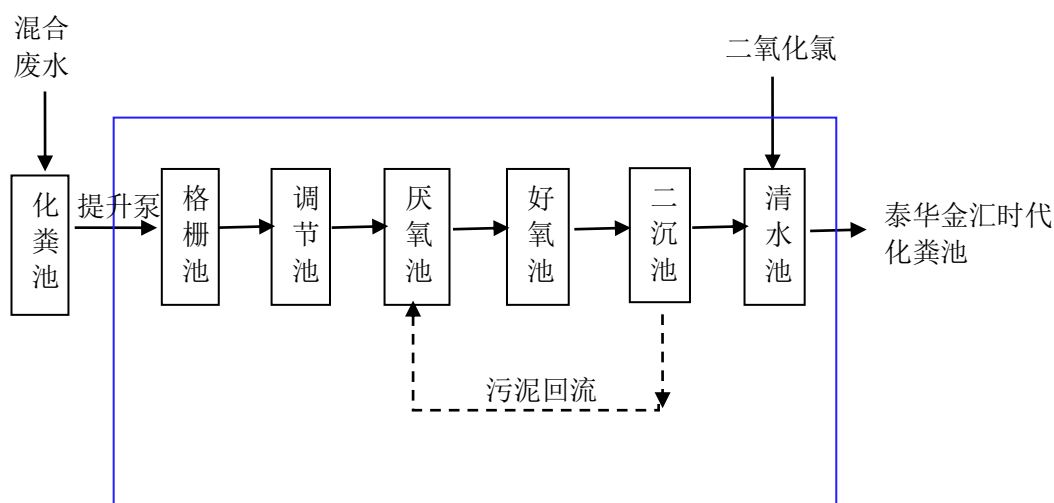 混合
废水
二氧化氯
化粪池
提升泵
格栅池
调节池
厌氧池
好氧池
二沉池
清水池
泰华金汇时代
化粪池
污泥回流